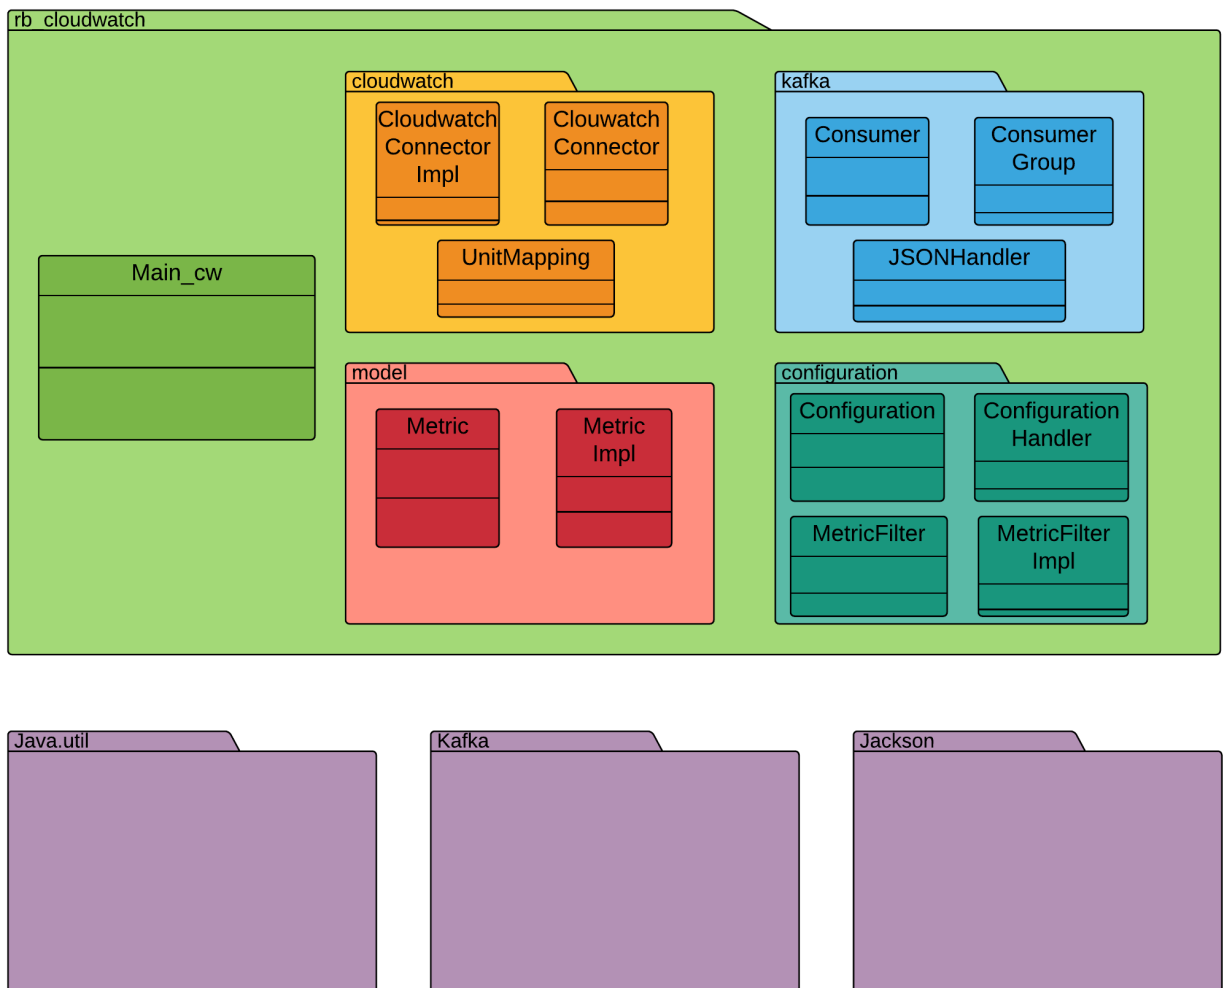 rb_cloudwatch
cloudwatch
Cloudwatch
Connector
Impl
Clouwatch
Connector
UnitMapping
kafka
Consumer
Consumer
Group
JSONHandler
Main_cw
model
Metric
Metric
Impl
configuration
Configuration
Configuration
Handler
MetricFilter
MetricFilter
Impl
Java.util
Kafka
Jackson